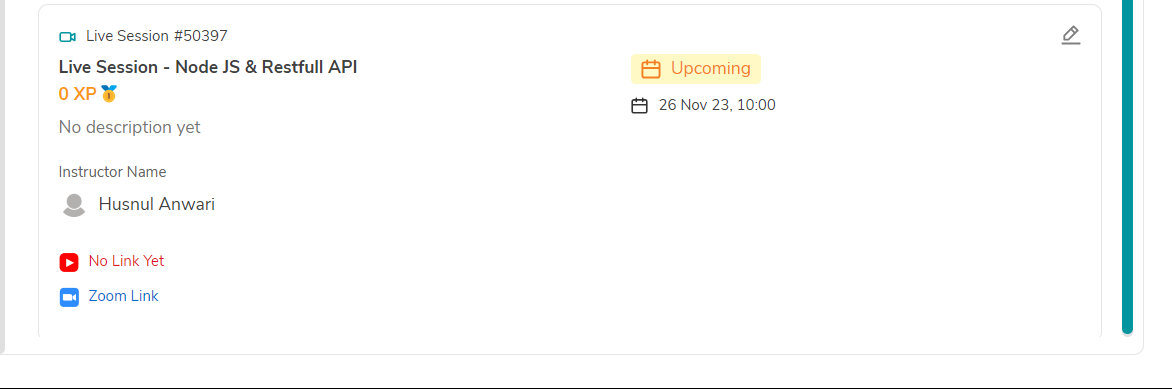 Live Session #50397
Live Session - Node JS & Restfull API
0 XP
No description yet
Upcoming
26 Nov 23, 10:00
Instructor Name
Husnul Anwari
No Link Yet
Zoom Link